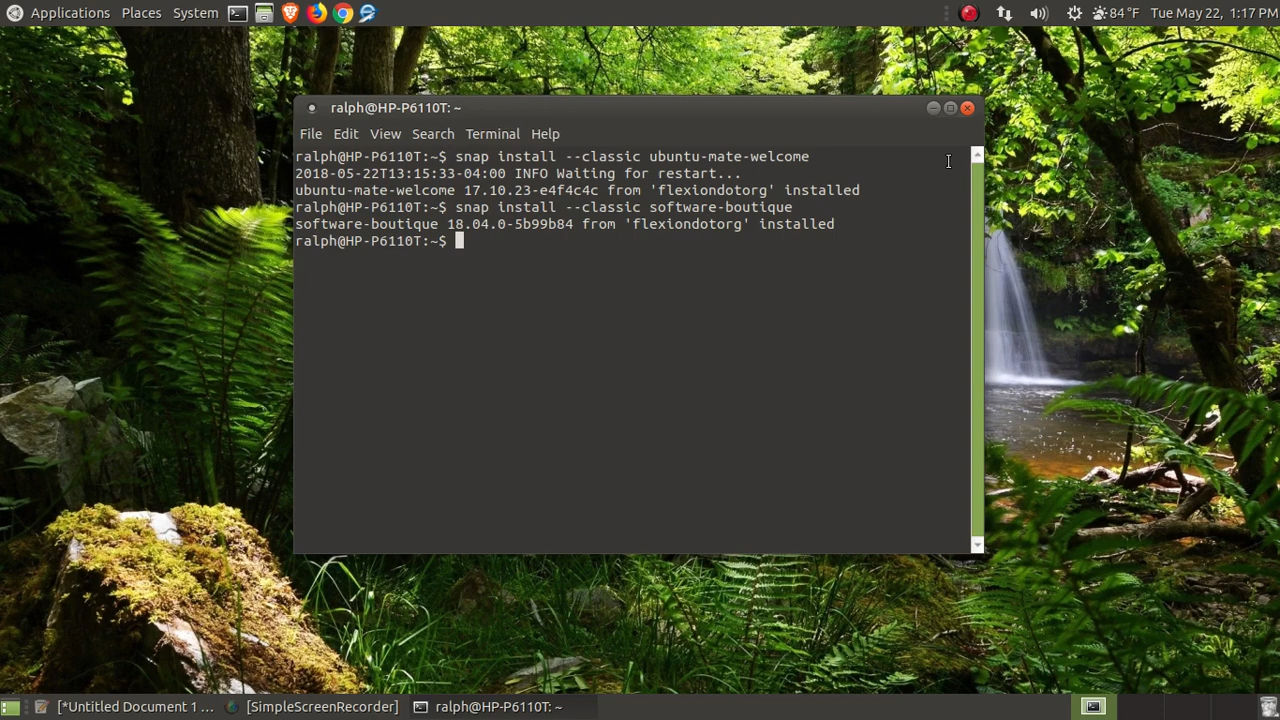 Applications Places System 84 °F Tue May 22, 1:17 PM
ralph@HP-P6110T: ~
File Edit View Search Terminal Help
ralph@HP-P6110T:~$ snap install --classic ubuntu-mate-welcome
2018-05-22T13:15:33-04:00 INFO Waiting for restart...
ubuntu-mate-welcome 17.10.23-e4f4c4c from 'flexiondotorg' installed
ralph@HP-P6110T:~$ snap install --classic software-boutique
software-boutique 18.04.0-5b99b84 from 'flexiondotorg' installed
ralph@HP-P6110T:~$
[*Untitled Document 1 ... [SimpleScreenRecorder] ralph@HP-P6110T: ~